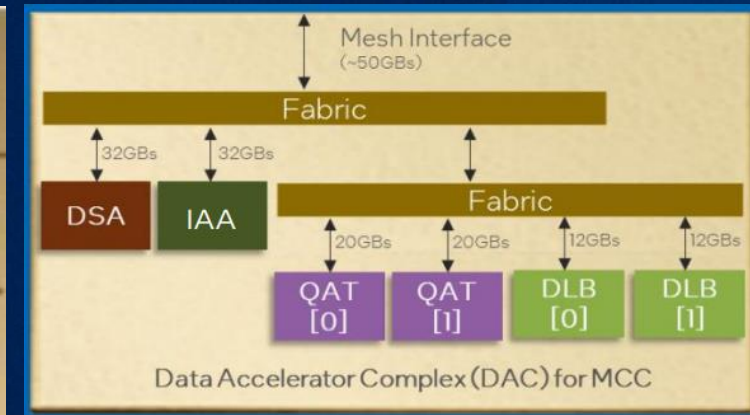 Mesh Interface
(~50GBs)
Fabric
32GBs 32GBs
DSA IAA
Fabric
20GBs 20GBs 12GBs 12GBs
QAT [0] QAT [1] DLB [0] DLB [1]
Data Accelerator Complex (DAC) for MCC